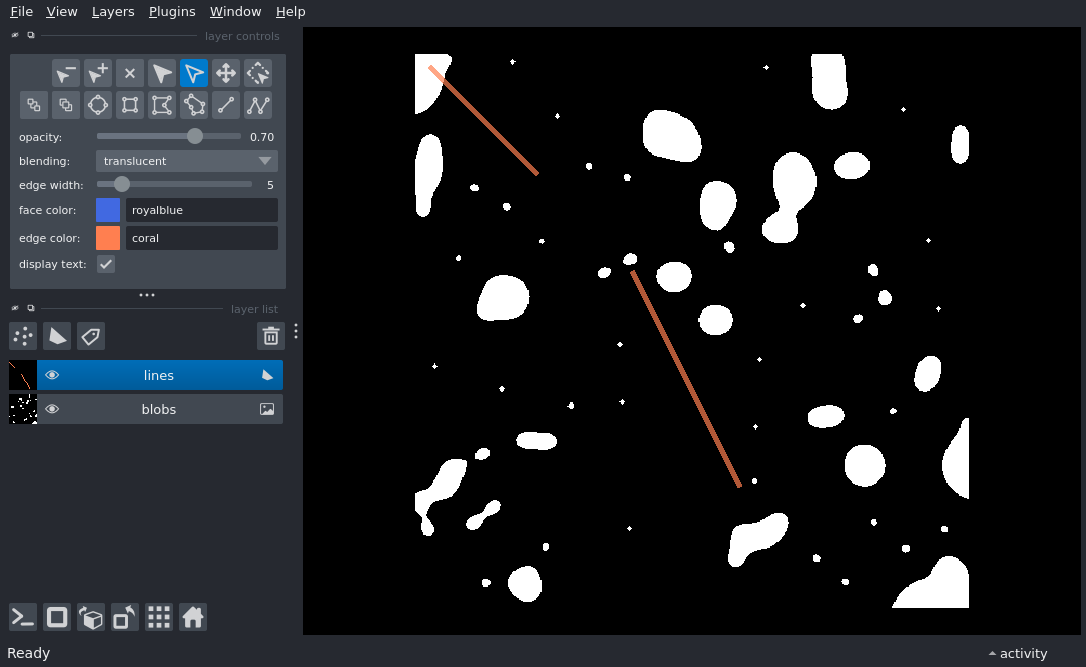 File View Layers Plugins Window Help
layer controls
opacity: 0.70
blending: translucent
edge width: 5
face color: royalblue
edge color: coral
display text:
layer list
lines
blobs
Ready activity